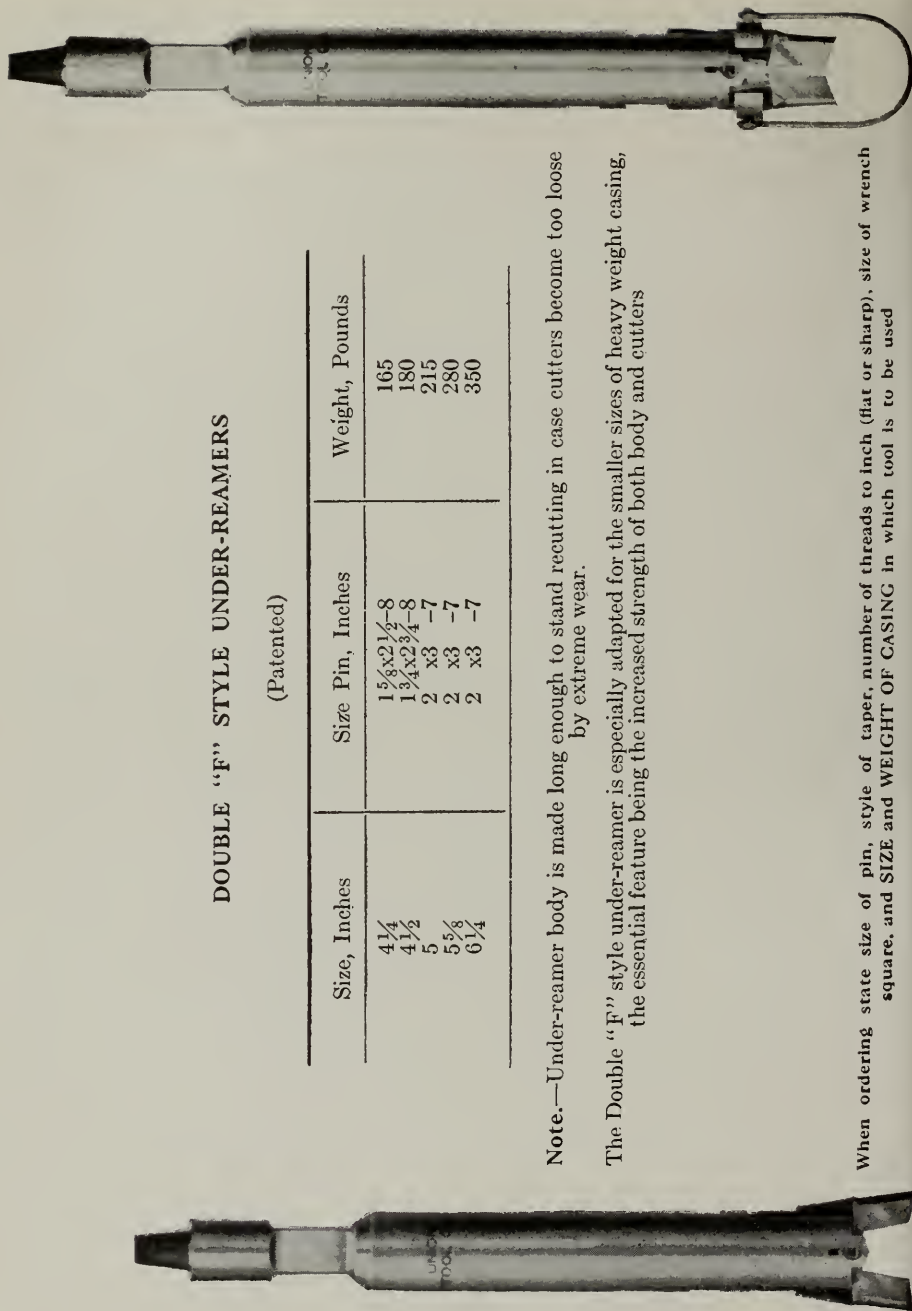 DOUBLE “F” STYLE UNDER-REAMERS
(Patented)
Size, Inches Size Pin, Inches Weight, Pounds
4¼ 1⅝x2½-8 165
4½ 1¾x2¾-8 180
5 2 x3 -7 215
5⅝ 2 x3 -7 280
6¼ 2 x3 -7 350
Note.—Under-reamer body is made long enough to stand recutting in case cutters become too loose
by extreme wear.
The Double “F” style under-reamer is especially adapted for the smaller sizes of heavy weight casing,
the essential feature being the increased strength of both body and cutters
When ordering state size of pin, style of taper, number of threads to inch (flat or sharp), size of wrench
square, and SIZE and WEIGHT OF CASING in which tool is to be used
UNION
TOOL
UNION
TOOL